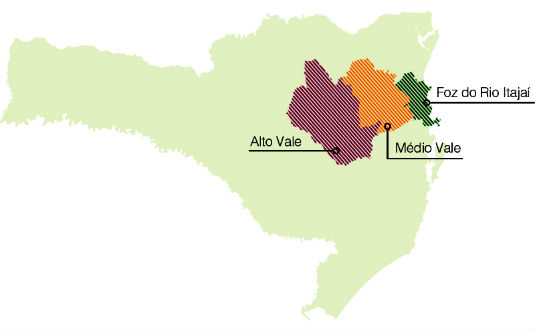 Foz do Rio Itajaí
Alto Vale
Médio Vale